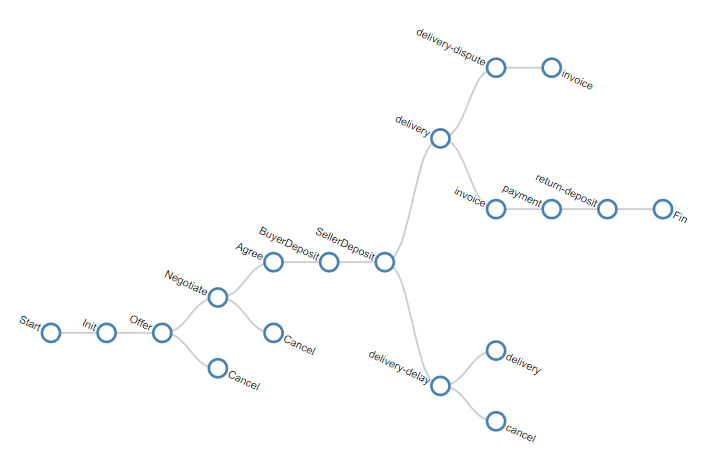 delivery-dispute
invoice
delivery
invoice
payment
return-deposit
Fin
Agree
BuyerDeposit
SellerDeposit
Negotiate
Start
Init
Offer
Cancel
Cancel
delivery-delay
delivery
cancel